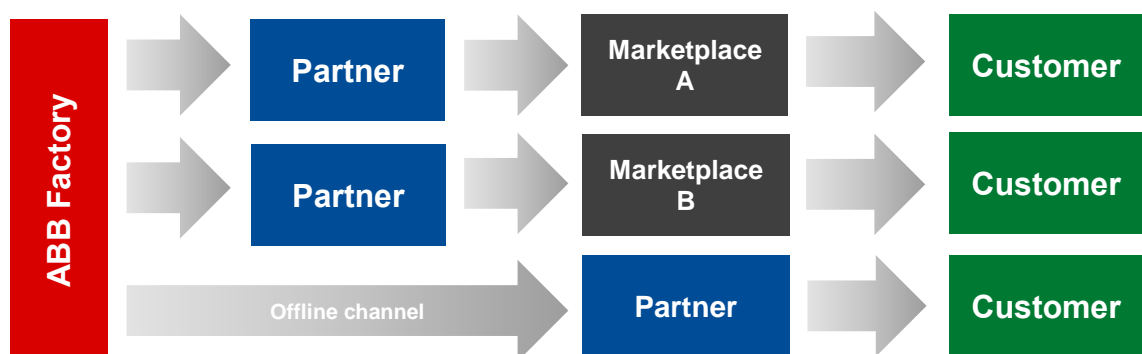 ABB Factory
Partner
Marketplace
A
Customer
Partner
Marketplace
B
Customer
Offline channel
Partner
Customer